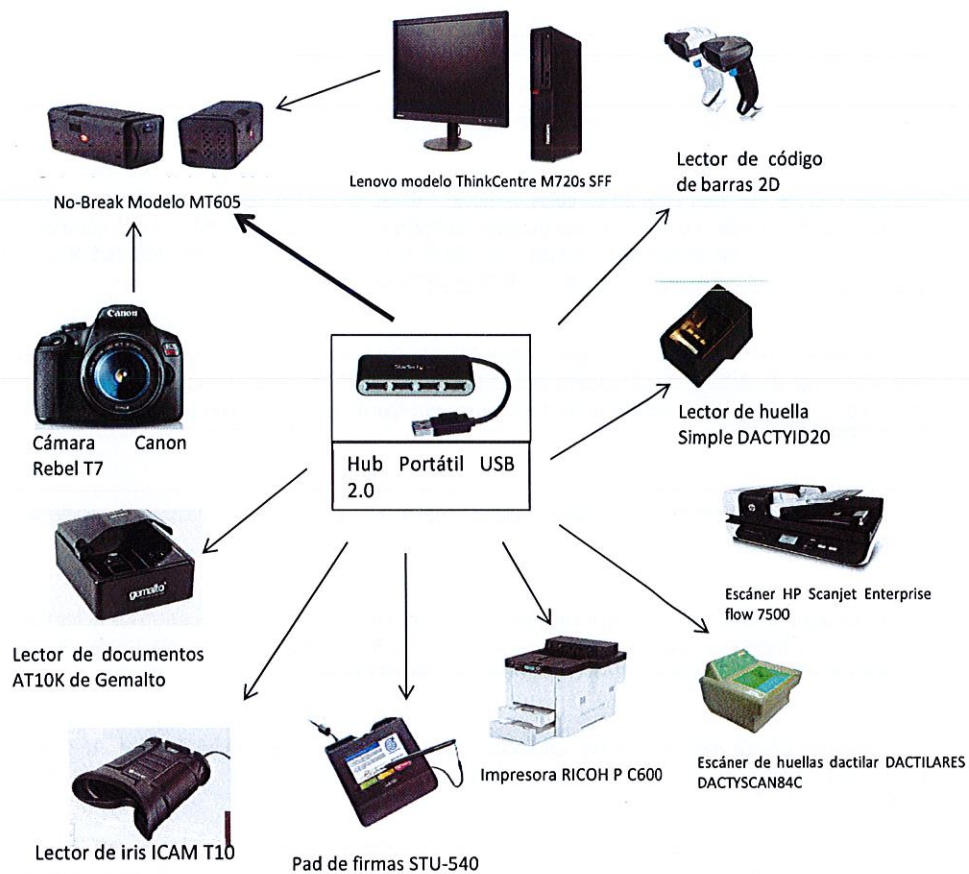 Lenovo modelo ThinkCentre M720s SFF
No-Break Modelo MT605
Lector de código
de barras 2D
Canon
Cámara Canon
Rebel T7
StarTech
Hub Portátil USB
2.0
Lector de huella
Simple DACTYID20
Escáner HP Scanjet Enterprise
flow 7500
gemalto
Lector de documentos
AT10K de Gemalto
Impresora RICOH P C600
Escáner de huellas dactilar DACTILARES
DACTYSCAN84C
Lector de iris ICAM T10
Pad de firmas STU-540